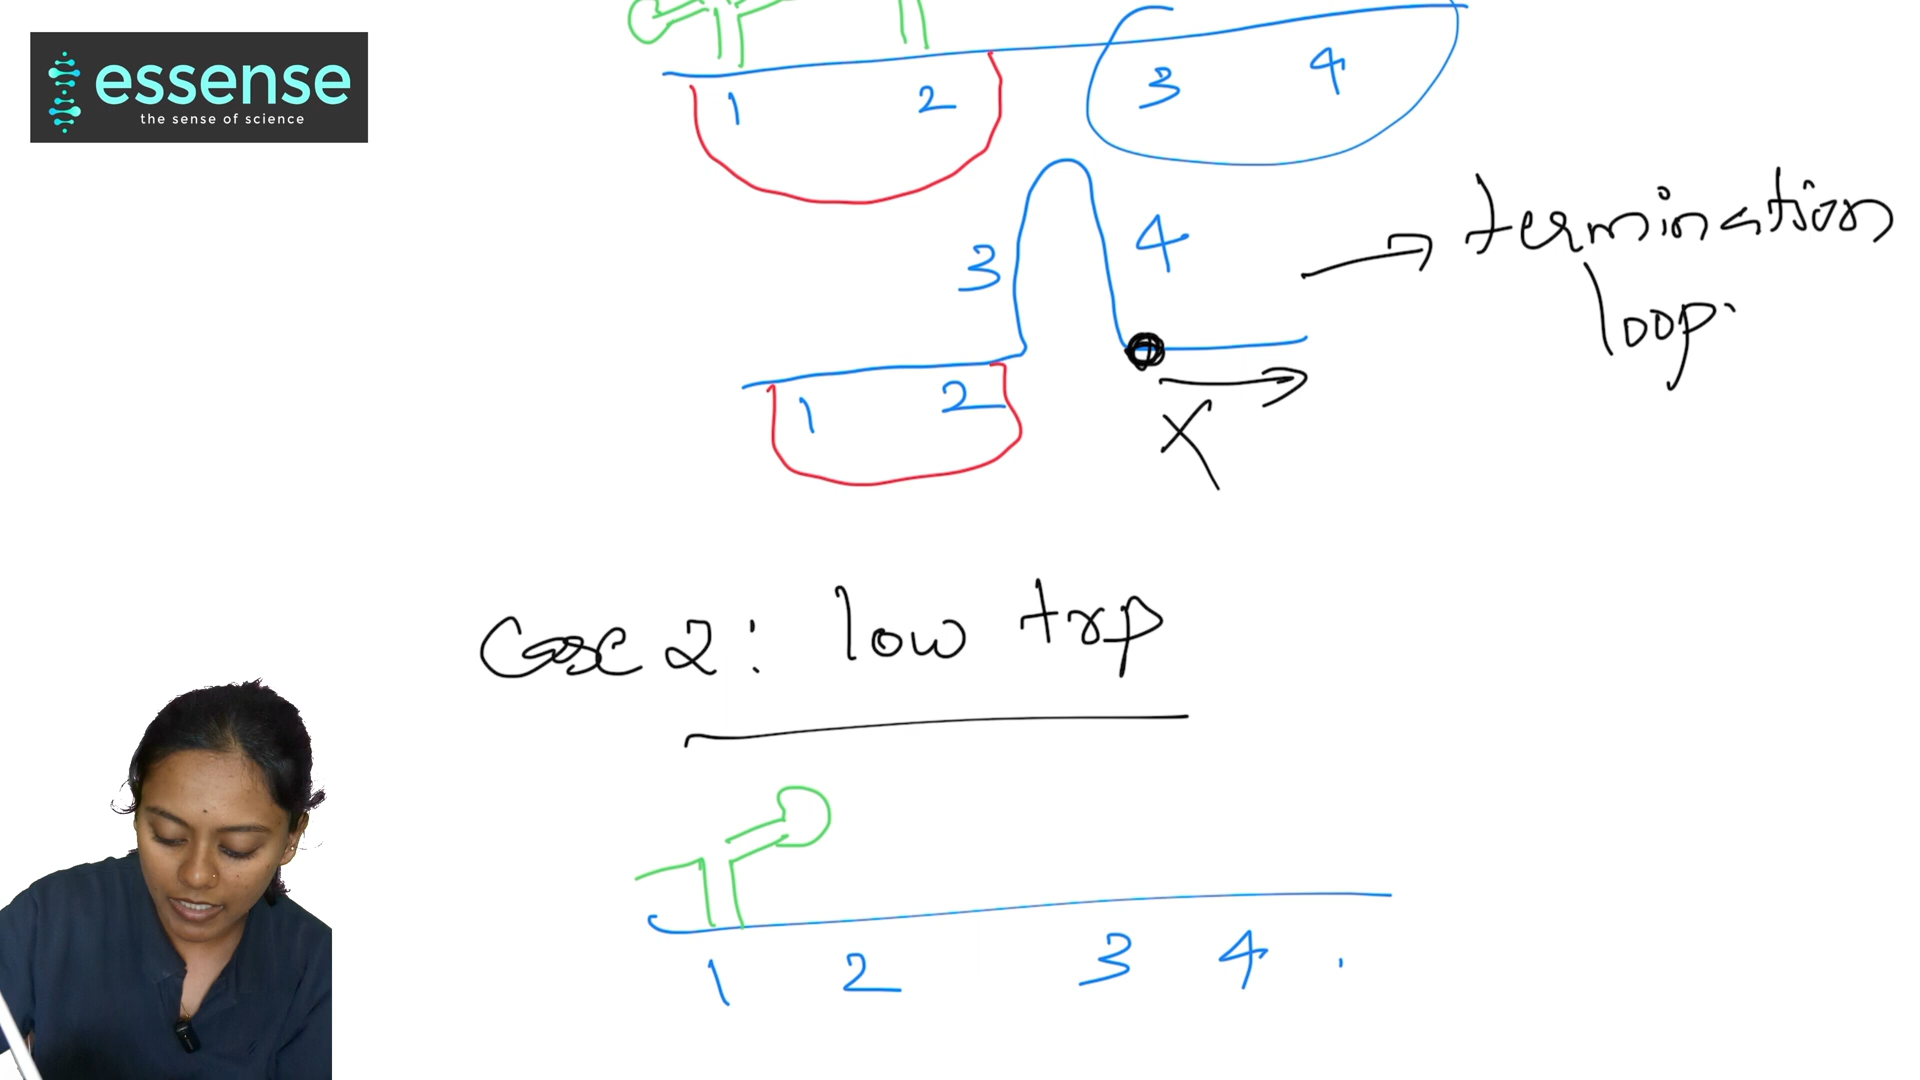 essense
the sense of science
1 2 3 4
3 4
termination
loop.
1 2
X
Case 2: low trp
1 2 3 4 .